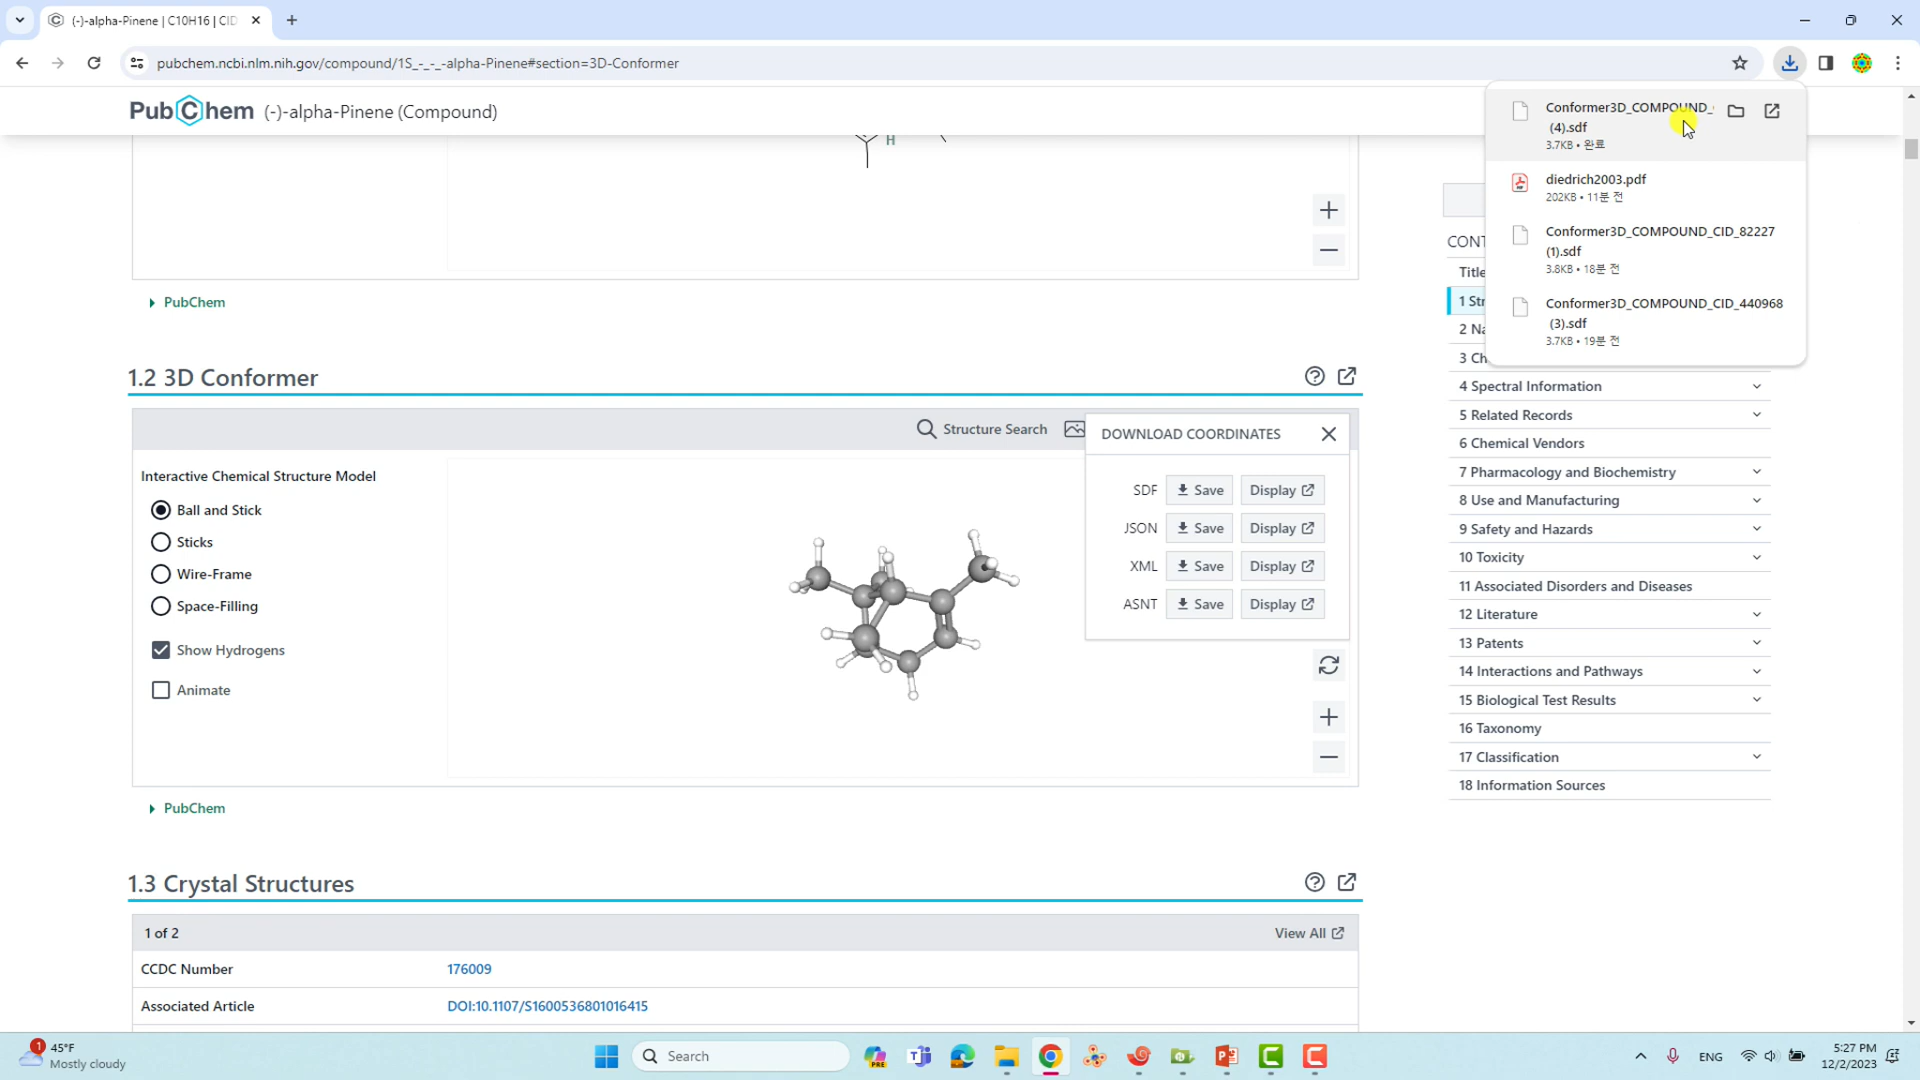 (-)-alpha-Pinene | C10H16 | CID
pubchem.ncbi.nlm.nih.gov/compound/1S_-_-_-alpha-Pinene#section=3D-Conformer
PubChem (-)-alpha-Pinene (Compound)
Conformer3D_COMPOUND_
(4).sdf
3.7KB • 완료
diedrich2003.pdf
202KB • 11분 전
Conformer3D_COMPOUND_CID_82227
(1).sdf
3.8KB • 18분 전
Conformer3D_COMPOUND_CID_440968
(3).sdf
3.7KB • 19분 전
H
PubChem
1.2 3D Conformer
Structure Search
DOWNLOAD COORDINATES
SDF Save Display
JSON Save Display
XML Save Display
ASNT Save Display
Interactive Chemical Structure Model
Ball and Stick
Sticks
Wire-Frame
Space-Filling
Show Hydrogens
Animate
PubChem
1.3 Crystal Structures
1 of 2
View All
CCDC Number 176009
Associated Article DOI:10.1107/S1600536801016415
CONT
Title
1 Str
2 Na
3 Ch
4 Spectral Information
5 Related Records
6 Chemical Vendors
7 Pharmacology and Biochemistry
8 Use and Manufacturing
9 Safety and Hazards
10 Toxicity
11 Associated Disorders and Diseases
12 Literature
13 Patents
14 Interactions and Pathways
15 Biological Test Results
16 Taxonomy
17 Classification
18 Information Sources
1
45°F
Mostly cloudy
Search
PRE
ENG
5:27 PM
12/2/2023